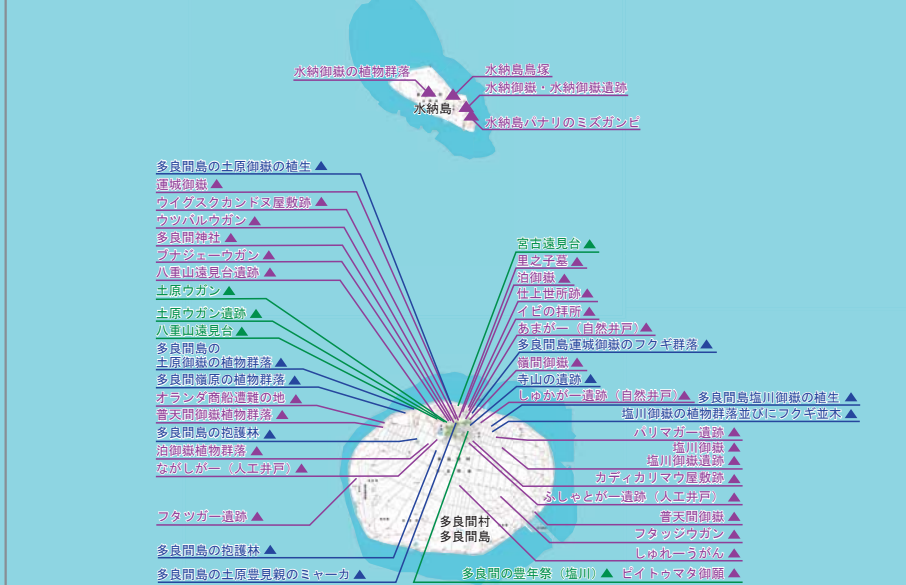 水納御嶽の植物群落▲
水納島鳥塚
水納御嶽・水納御嶽遺跡
水納島
水納島パナリのミズガンピ
多良間島の土原御嶽の植生▲
運城御嶽▲
ウイグスクカンドヌ屋敷跡▲
ウツバルウガン▲
多良間神社▲
ブナジェーウガン▲
八重山遠見台遺跡▲
土原ウガン▲
土原ウガン遺跡▲
八重山遠見台▲
多良間島の
土原御嶽の植物群落▲
多良間嶺原の植物群落▲
オランダ商船遭難の地▲
普天間御嶽植物群落▲
多良間島の抱護林▲
泊御嶽植物群落▲
ながしがー（人工井戸）▲
フタツガー遺跡▲
多良間島の抱護林▲
多良間島の土原豊見親のミャーカ▲
宮古遠見台▲
里之子墓▲
泊御嶽▲
仕上世所跡▲
イビの拝所▲
あまがー（自然井戸）▲
多良間島運城御嶽のフクギ群落▲
嶺間御嶽▲
寺山の遺跡▲
しゅかがー遺跡（自然井戸）▲ 多良間島塩川御嶽の植生▲
塩川御嶽の植物群落並びにフクギ並木▲
パリマガー遺跡▲
塩川御嶽▲
塩川御嶽遺跡▲
カディカリマウ屋敷跡▲
ふしゃとがー遺跡（人工井戸）▲
普天間御嶽▲
フタッジウガン▲
しゅれーうがん▲
多良間村
多良間島
多良間の豊年祭（塩川）▲ ピイトゥマタ御願▲